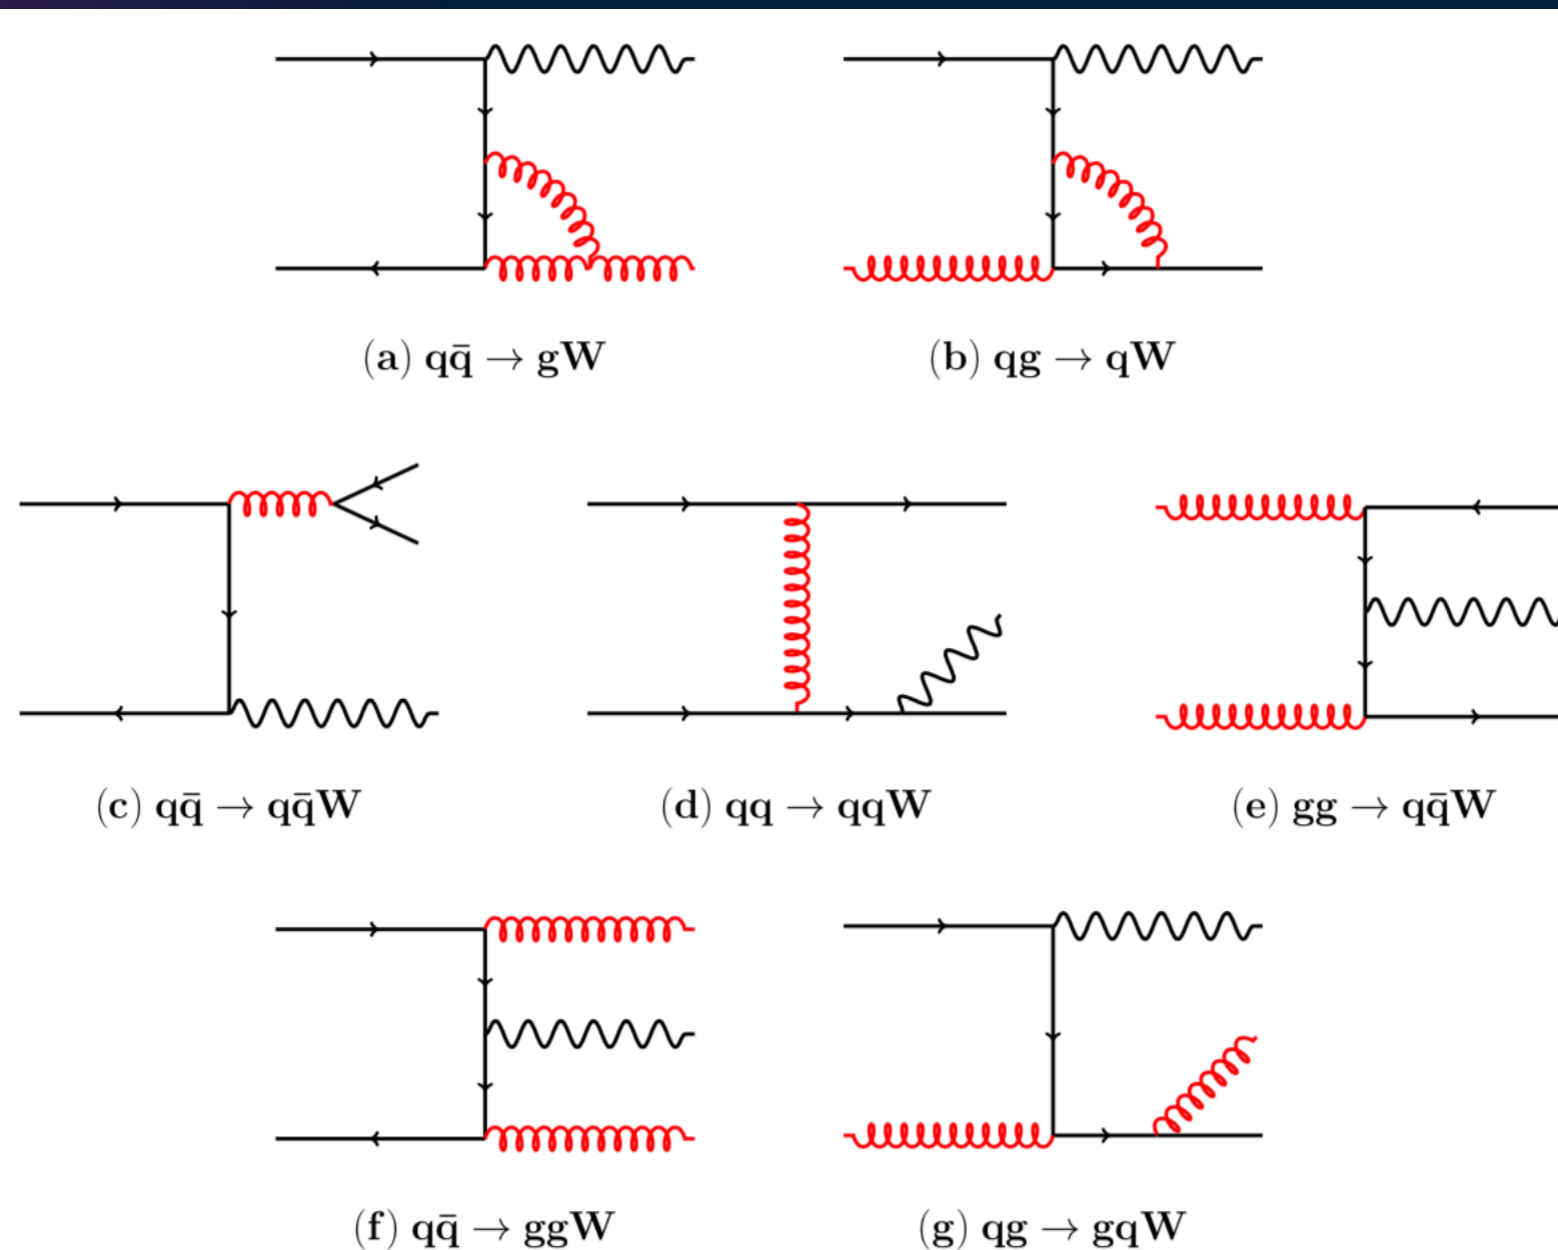 (a) qq̄ → gW
(b) qg → qW
(c) qq̄ → qq̄W
(d) qq → qqW
(e) gg → qq̄W
(f) qq̄ → ggW
(g) qg → gqW